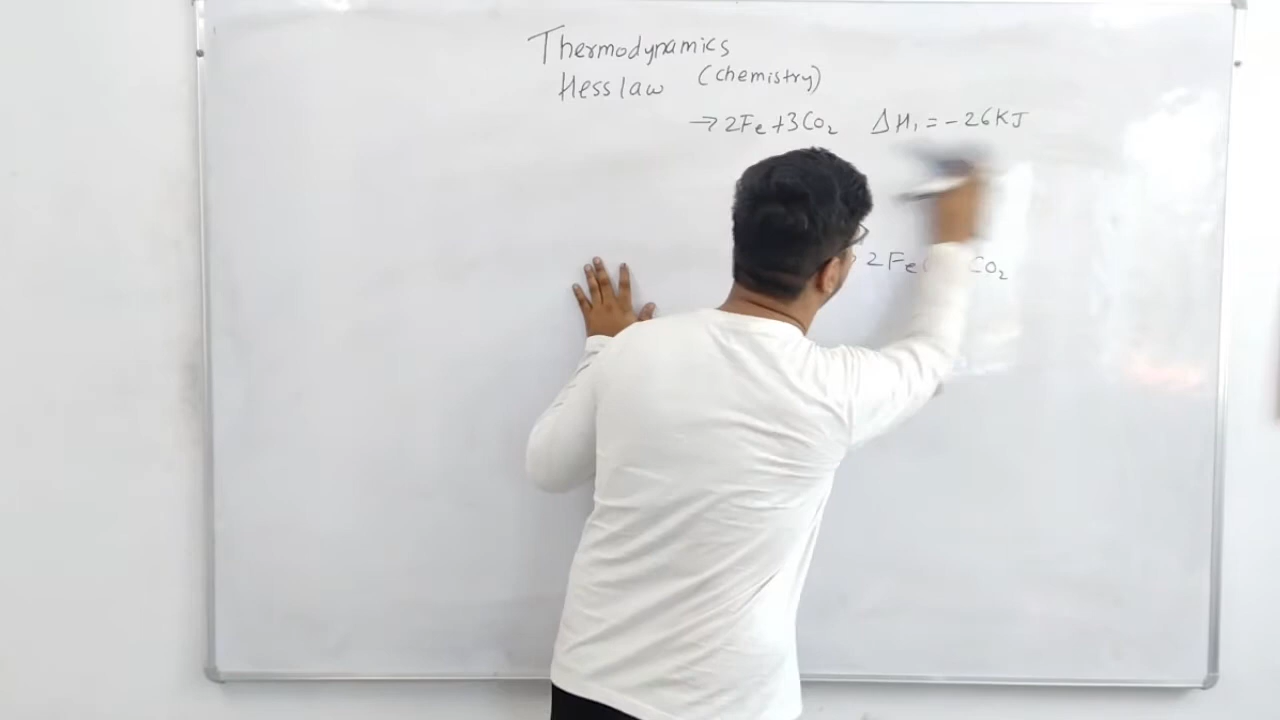 Thermodynamics
Hess law (chemistry)
→ 2Fe + 3CO₂ ΔH₁ = - 26KJ
2Fe CO₂